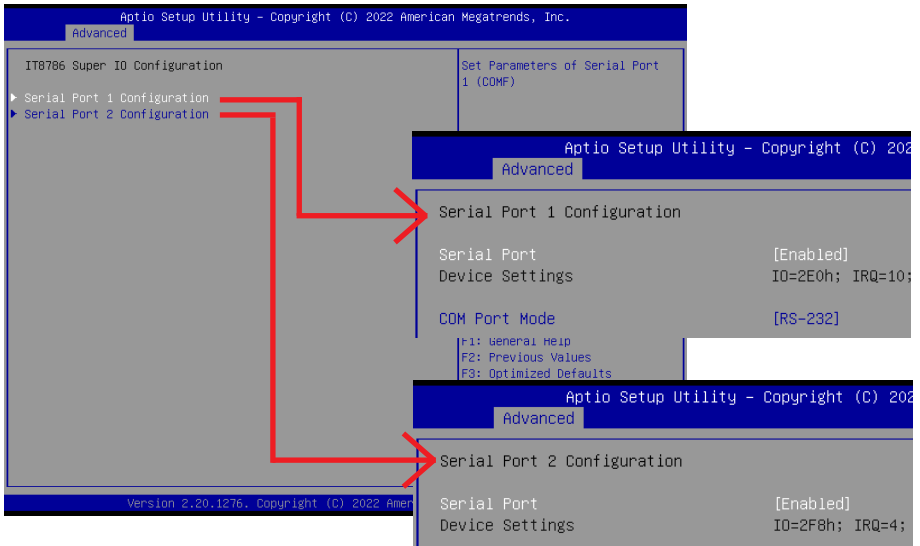 Aptio Setup Utility – Copyright (C) 2022 American Megatrends, Inc.
Advanced
IT8786 Super IO Configuration
Set Parameters of Serial Port
1 (COMF)
Serial Port 1 Configuration
Serial Port 2 Configuration
Aptio Setup Utility – Copyright (C) 202
Advanced
Serial Port 1 Configuration
Serial Port [Enabled]
Device Settings IO=2E0h; IRQ=10;
COM Port Mode [RS-232]
F1: General Help
F2: Previous Values
F3: Optimized Defaults
Aptio Setup Utility – Copyright (C) 202
Advanced
Serial Port 2 Configuration
Serial Port [Enabled]
Device Settings IO=2F8h; IRQ=4;
Version 2.20.1276. Copyright (C) 2022 Amer